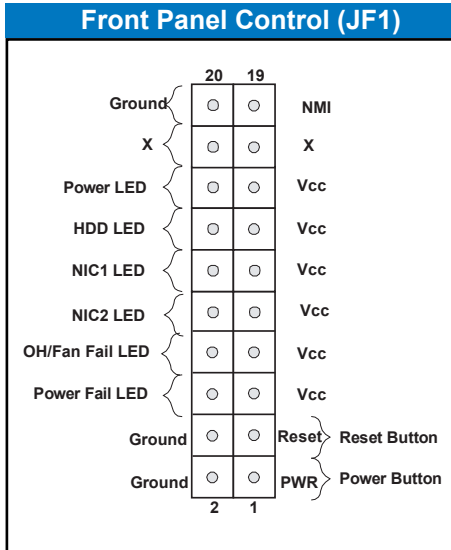 Front Panel Control (JF1)
20 19
Ground NMI
X X
Power LED Vcc
HDD LED Vcc
NIC1 LED Vcc
NIC2 LED Vcc
OH/Fan Fail LED Vcc
Power Fail LED Vcc
Ground Reset Reset Button
Ground PWR Power Button
2 1